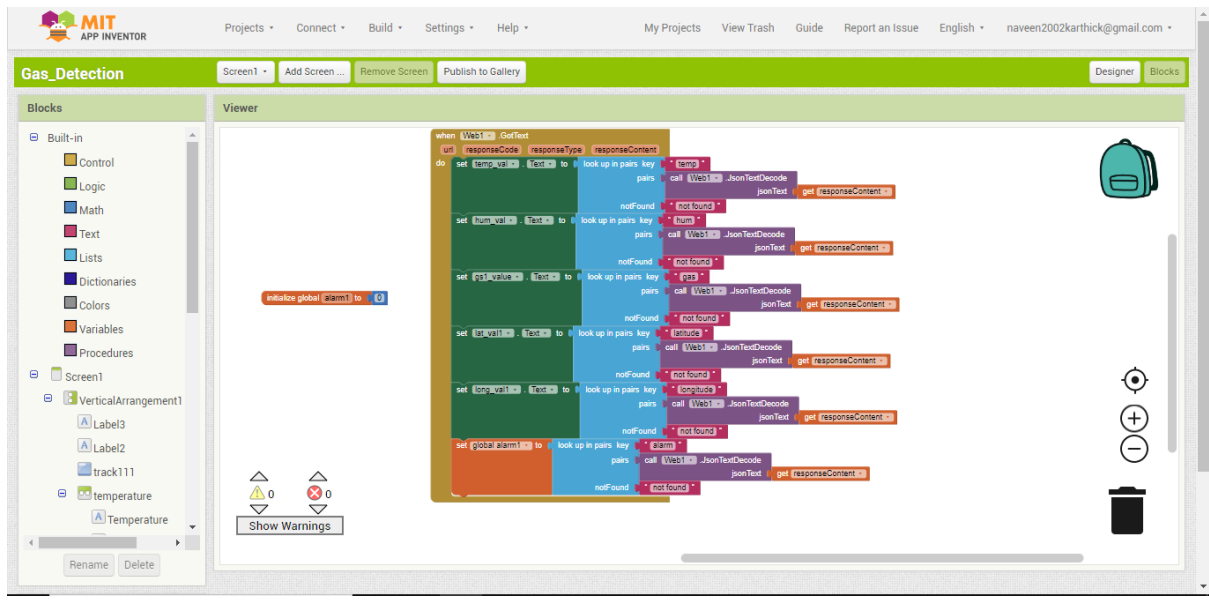 MIT
APP INVENTOR
Projects Connect Build Settings Help My Projects View Trash Guide Report an Issue English naveen2002karthick@gmail.com
Gas_Detection Screen1 Add Screen ... Remove Screen Publish to Gallery Designer Blocks
Blocks Viewer
Built-in
Control
Logic
Math
Text
Lists
Dictionaries
Colors
Variables
Procedures
Screen1
VerticalArrangement1
Label3
Label2
track111
temperature
Temperature
Rename Delete
initialize global alarm1 to 0
when Web1 .GotText
url responseCode responseType responseContent
do set temp_val . Text to look up in pairs key " temp "
pairs call Web1 .JsonTextDecode
jsonText get responseContent
notFound " not found "
set hum_val . Text to look up in pairs key " hum "
pairs call Web1 .JsonTextDecode
jsonText get responseContent
notFound " not found "
set gs1_value . Text to look up in pairs key " gas "
pairs call Web1 .JsonTextDecode
jsonText get responseContent
notFound " not found "
set lat_val1 . Text to look up in pairs key " latitude "
pairs call Web1 .JsonTextDecode
jsonText get responseContent
notFound " not found "
set long_val1 . Text to look up in pairs key " longitude "
pairs call Web1 .JsonTextDecode
jsonText get responseContent
notFound " not found "
set global alarm1 to look up in pairs key " alarm "
pairs call Web1 .JsonTextDecode
jsonText get responseContent
notFound " not found "
0 0
Show Warnings